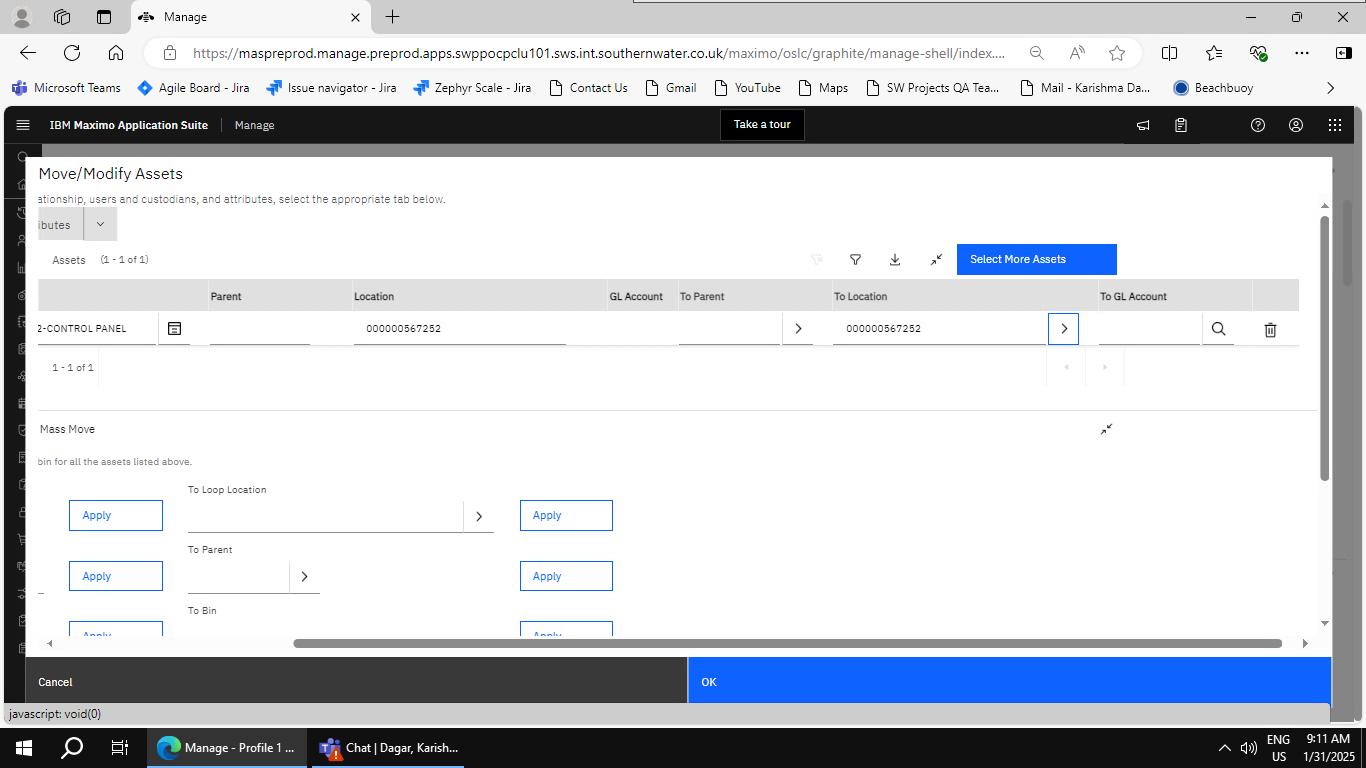 Manage
https://maspreprod.manage.preprod.apps.swppocpclu101.sws.int.southernwater.co.uk/maximo/oslc/graphite/manage-shell/index....
Microsoft Teams
Agile Board - Jira
Issue navigator - Jira
Zephyr Scale - Jira
Contact Us
Gmail
YouTube
Maps
SW Projects QA Tea...
Mail - Karishma Da...
Beachbuoy
IBM Maximo Application Suite
Manage
Take a tour
Move/Modify Assets
ationship, users and custodians, and attributes, select the appropriate tab below.
ibutes
Assets (1 - 1 of 1)
Select More Assets
Parent Location GL Account To Parent To Location To GL Account
2-CONTROL PANEL 000000567252 000000567252
1 - 1 of 1
Mass Move
bin for all the assets listed above.
To Loop Location
Apply Apply
To Parent
Apply Apply
To Bin
Apply Apply
Cancel OK
javascript: void(0)
Manage - Profile 1 ...
Chat | Dagar, Karish...
ENG 9:11 AM
US 1/31/2025